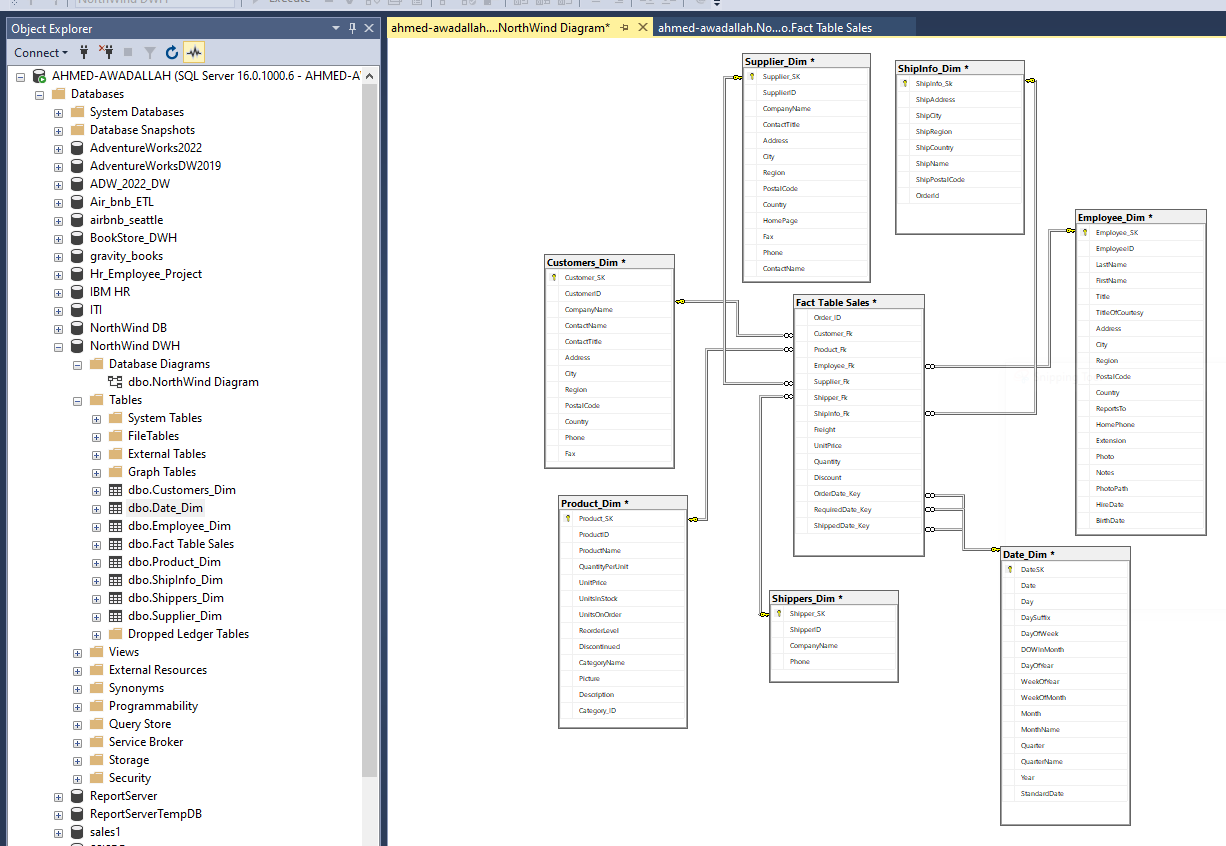 NorthWind DWH
Execute
Object Explorer
Connect
AHMED-AWADALLAH (SQL Server 16.0.1000.6 - AHMED-A
Databases
System Databases
Database Snapshots
AdventureWorks2022
AdventureWorksDW2019
ADW_2022_DW
Air_bnb_ETL
airbnb_seattle
BookStore_DWH
gravity_books
Hr_Employee_Project
IBM HR
ITI
NorthWind DB
NorthWind DWH
Database Diagrams
dbo.NorthWind Diagram
Tables
System Tables
FileTables
External Tables
Graph Tables
dbo.Customers_Dim
dbo.Date_Dim
dbo.Employee_Dim
dbo.Fact Table Sales
dbo.Product_Dim
dbo.ShipInfo_Dim
dbo.Shippers_Dim
dbo.Supplier_Dim
Dropped Ledger Tables
Views
External Resources
Synonyms
Programmability
Query Store
Service Broker
Storage
Security
ReportServer
ReportServerTempDB
sales1
ahmed-awadallah....NorthWind Diagram*
ahmed-awadallah.No...o.Fact Table Sales
Supplier_Dim *
Supplier_SK
SupplierID
CompanyName
ContactTitle
Address
City
Region
PostalCode
Country
HomePage
Fax
Phone
ContactName
ShipInfo_Dim *
ShipInfo_Sk
ShipAddress
ShipCity
ShipRegion
ShipCountry
ShipName
ShipPostalCode
OrderId
Employee_Dim *
Employee_SK
EmployeeID
LastName
FirstName
Title
TitleOfCourtesy
Address
City
Region
PostalCode
Country
ReportsTo
HomePhone
Extension
Photo
Notes
PhotoPath
HireDate
BirthDate
Customers_Dim *
Customer_SK
CustomerID
CompanyName
ContactName
ContactTitle
Address
City
Region
PostalCode
Country
Phone
Fax
Fact Table Sales *
Order_ID
Customer_Fk
Product_Fk
Employee_Fk
Supplier_Fk
Shipper_Fk
ShipInfo_Fk
Freight
UnitPrice
Quantity
Discount
OrderDate_Key
RequiredDate_Key
ShippedDate_Key
Product_Dim *
Product_SK
ProductID
ProductName
QuantityPerUnit
UnitPrice
UnitsInStock
UnitsOnOrder
ReorderLevel
Discontinued
CategoryName
Picture
Description
Category_ID
Shippers_Dim *
Shipper_SK
ShipperID
CompanyName
Phone
Date_Dim *
DateSK
Date
Day
DaySuffix
DayOfWeek
DOWInMonth
DayOfYear
WeekOfYear
WeekOfMonth
Month
MonthName
Quarter
QuarterName
Year
StandardDate